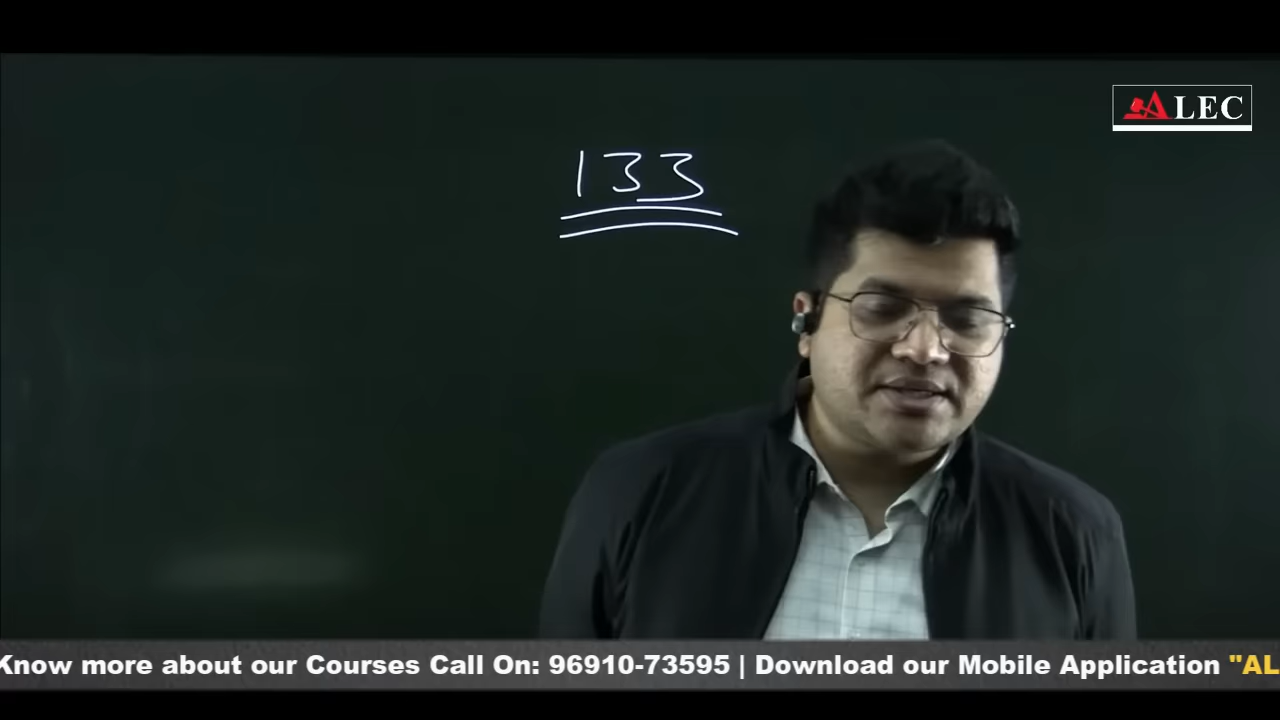 ALEC
133
Know more about our Courses Call On: 96910-73595 | Download our Mobile Application "AL